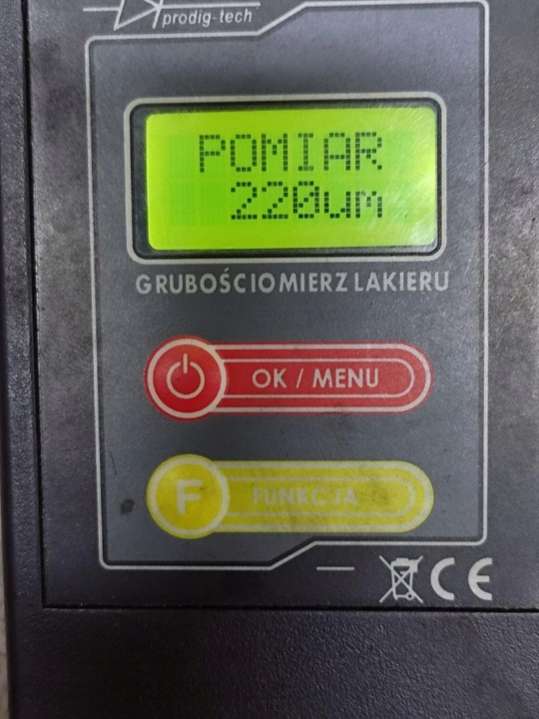 prodig-tech
POMIAR
220um
GRUBOŚCIOMIERZ LAKIERU
OK / MENU
F
FUNKCJA
CE